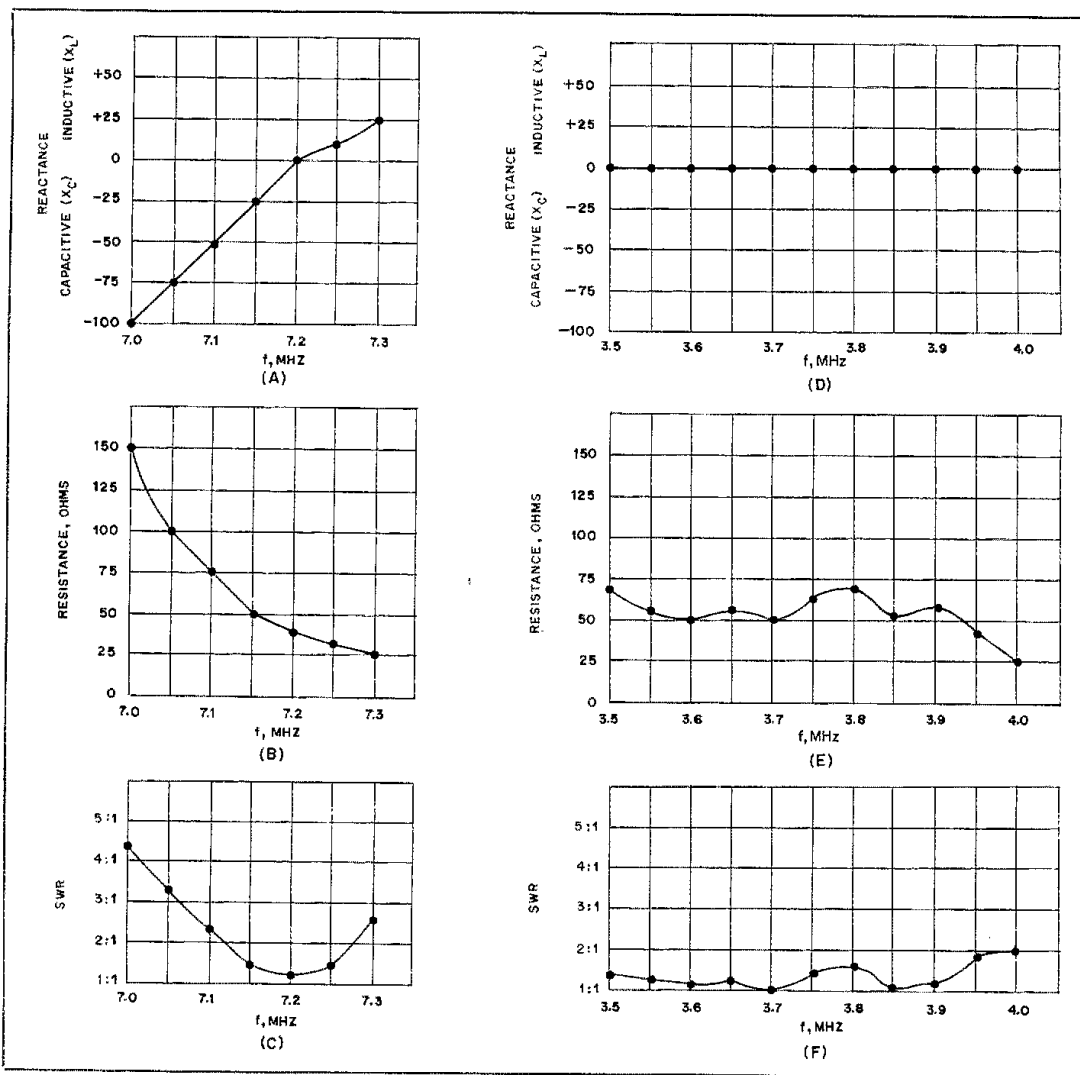 REACTANCE
CAPACITIVE (XC) INDUCTIVE (XL)
+50
+25
0
-25
-50
-75
-100
7.0 7.1 7.2 7.3
f, MHZ
(A)
REACTANCE
CAPACITIVE (XC) INDUCTIVE (XL)
+50
+25
0
-25
-50
-75
-100
3.5 3.6 3.7 3.8 3.9 4.0
f, MHZ
(D)
RESISTANCE, OHMS
150
125
100
75
50
25
0
7.0 7.1 7.2 7.3
f, MHZ
(B)
RESISTANCE, OHMS
150
125
100
75
50
25
0
3.5 3.6 3.7 3.8 3.9 4.0
f, MHZ
(E)
SWR
5:1
4:1
3:1
2:1
1:1
7.0 7.1 7.2 7.3
f, MHZ
(C)
SWR
5:1
4:1
3:1
2:1
1:1
3.5 3.6 3.7 3.8 3.9 4.0
f, MHZ
(F)